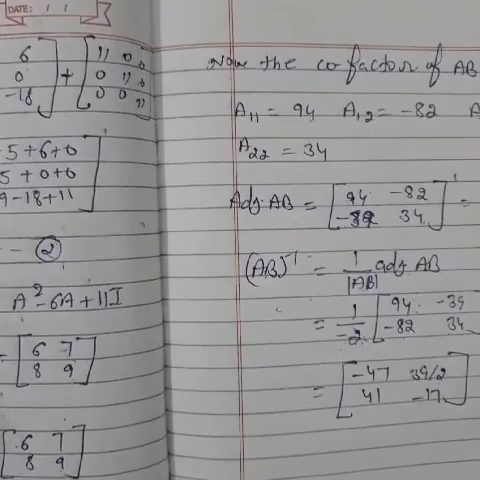 DATE: / /
6
0
-18
+
11 0 0
0 11 0
0 0 11
-5+6+0
5+0+0
9-18+11
- ②
A²-6A+11I
= [6 7
8 9]
[6 7
8 9]
Now the cofactor of AB
A₁₁ = 94 A₁₂ = -82 A
A₂₂ = 34
Adj. AB = [94 -82
-39 34]' =
(AB)⁻¹ = 1/|AB| adj AB
= 1/-2 [94 -39
-82 34
= [-47 39/2
41 -17]